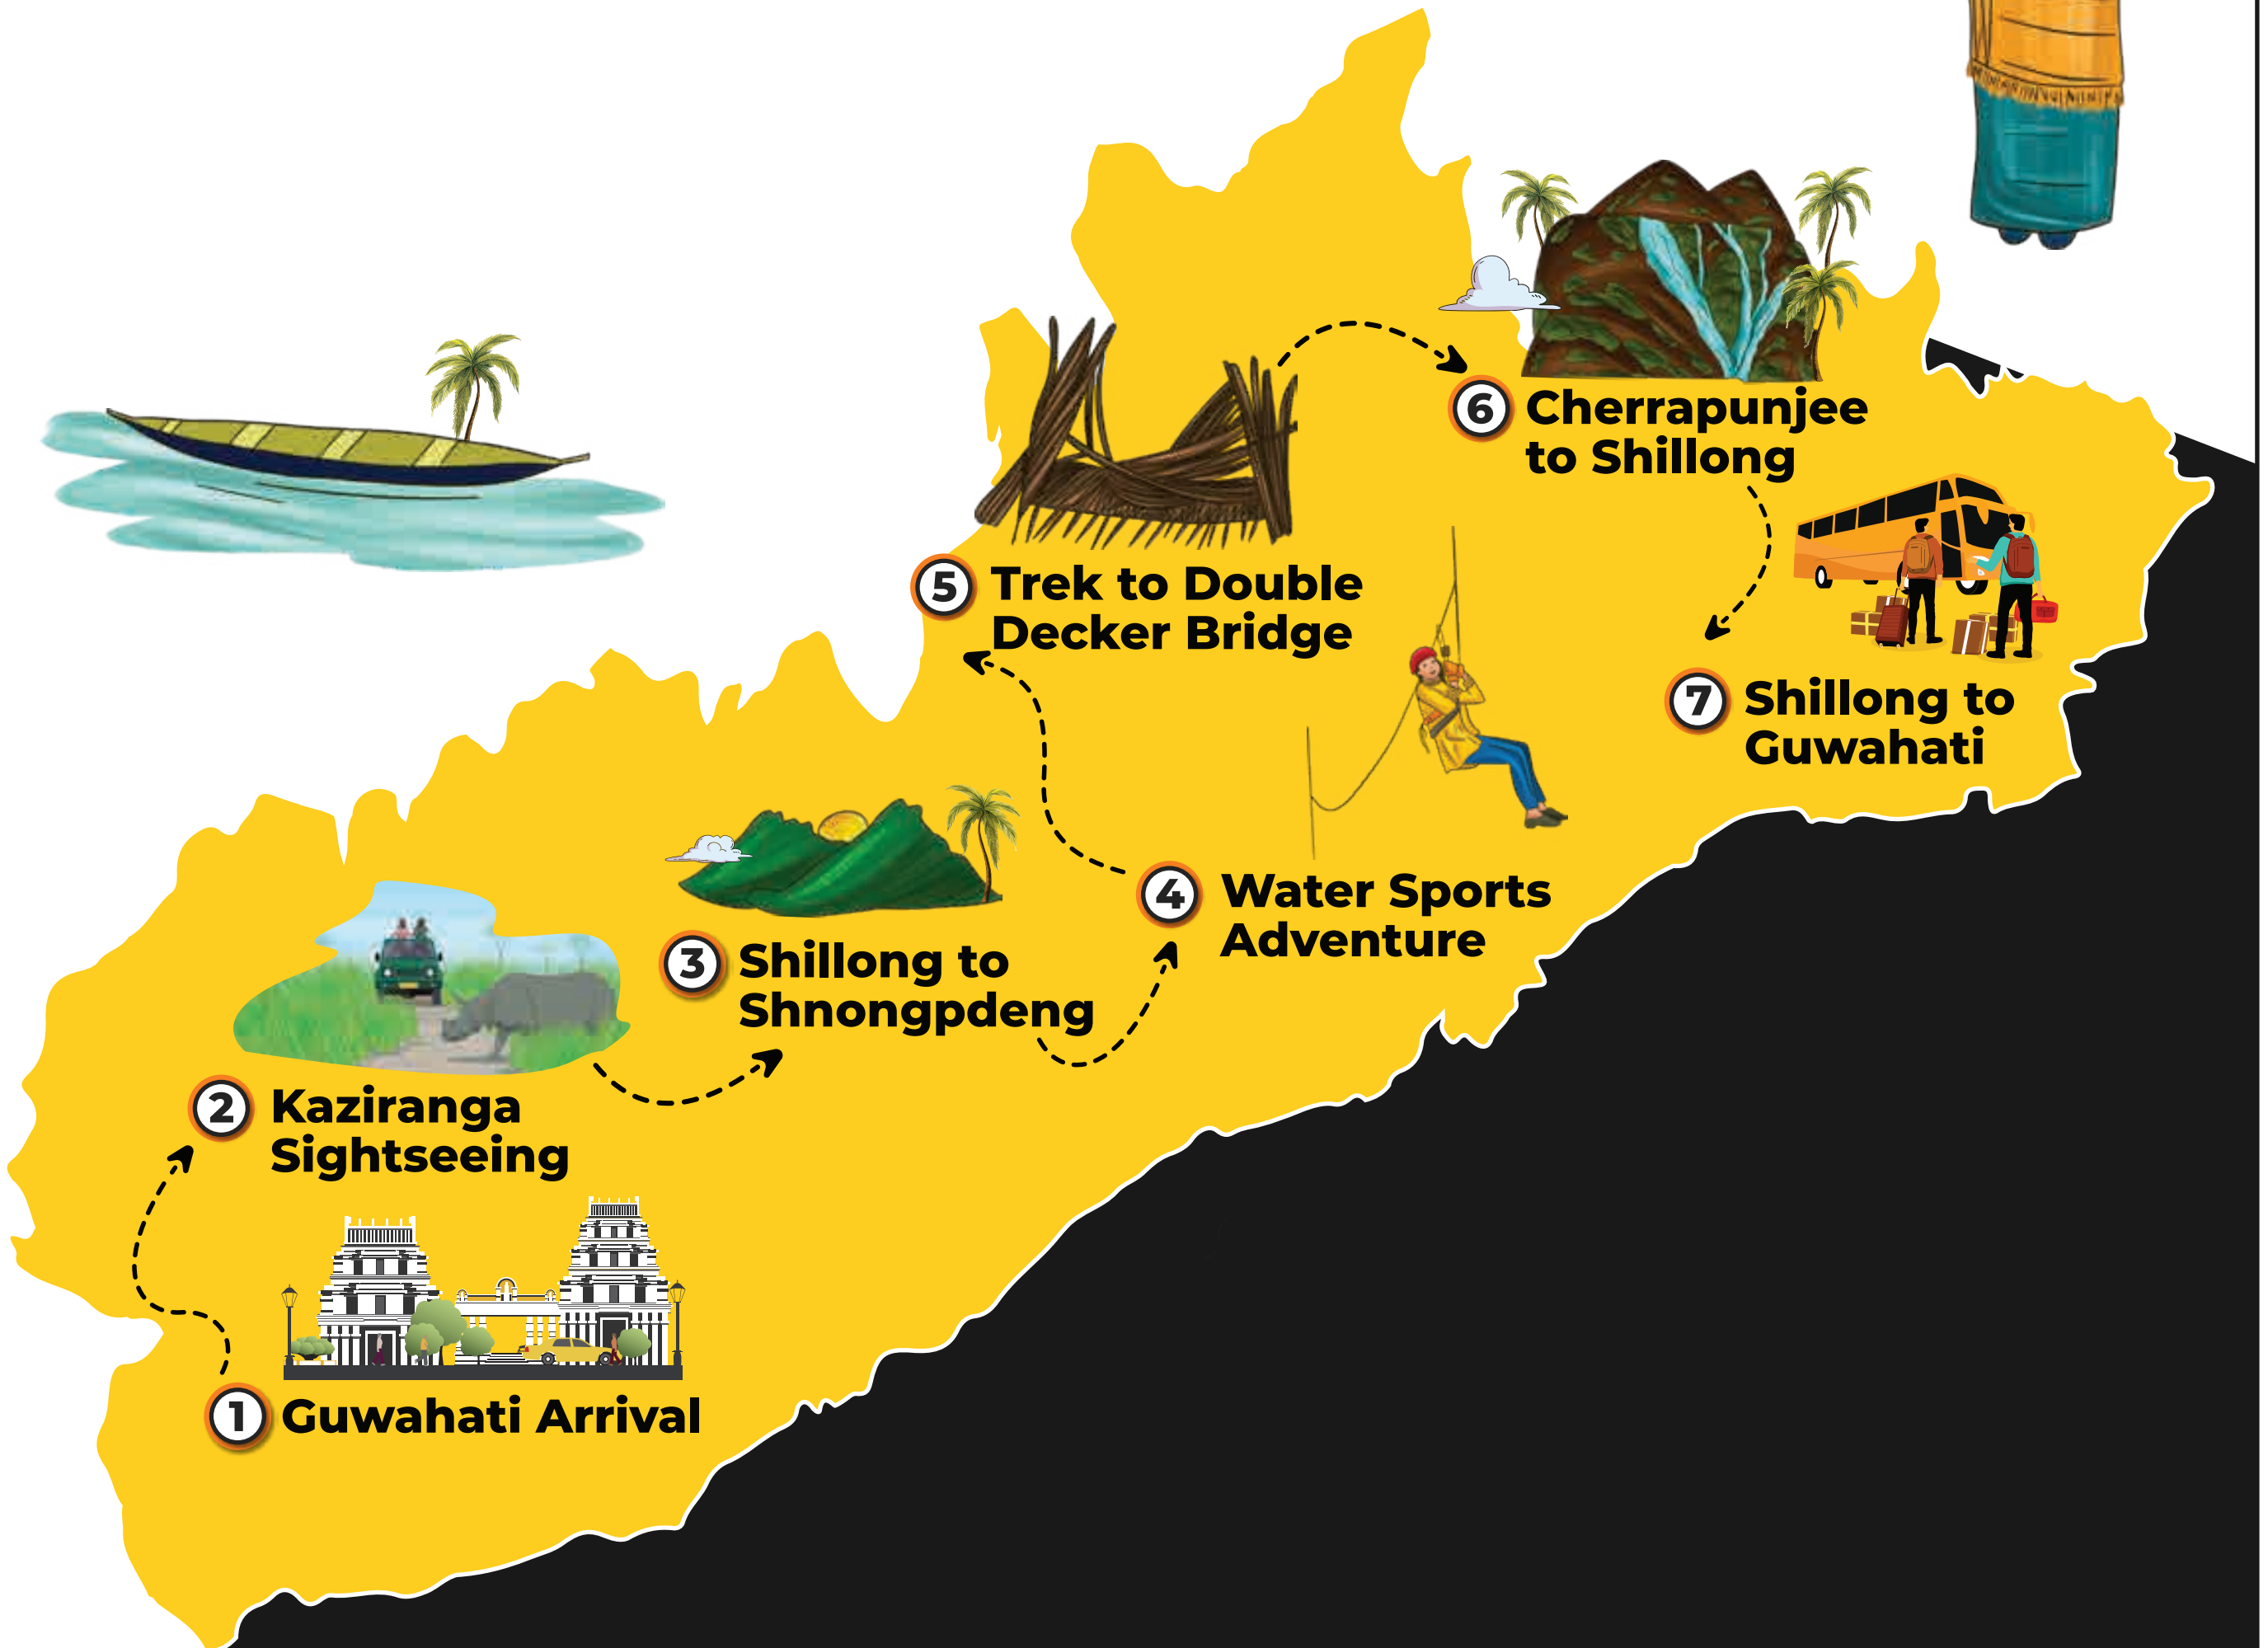 1 Guwahati Arrival
2 Kaziranga
Sightseeing
3 Shillong to
Shnongpdeng
4 Water Sports
Adventure
5 Trek to Double
Decker Bridge
6 Cherrapunjee
to Shillong
7 Shillong to
Guwahati